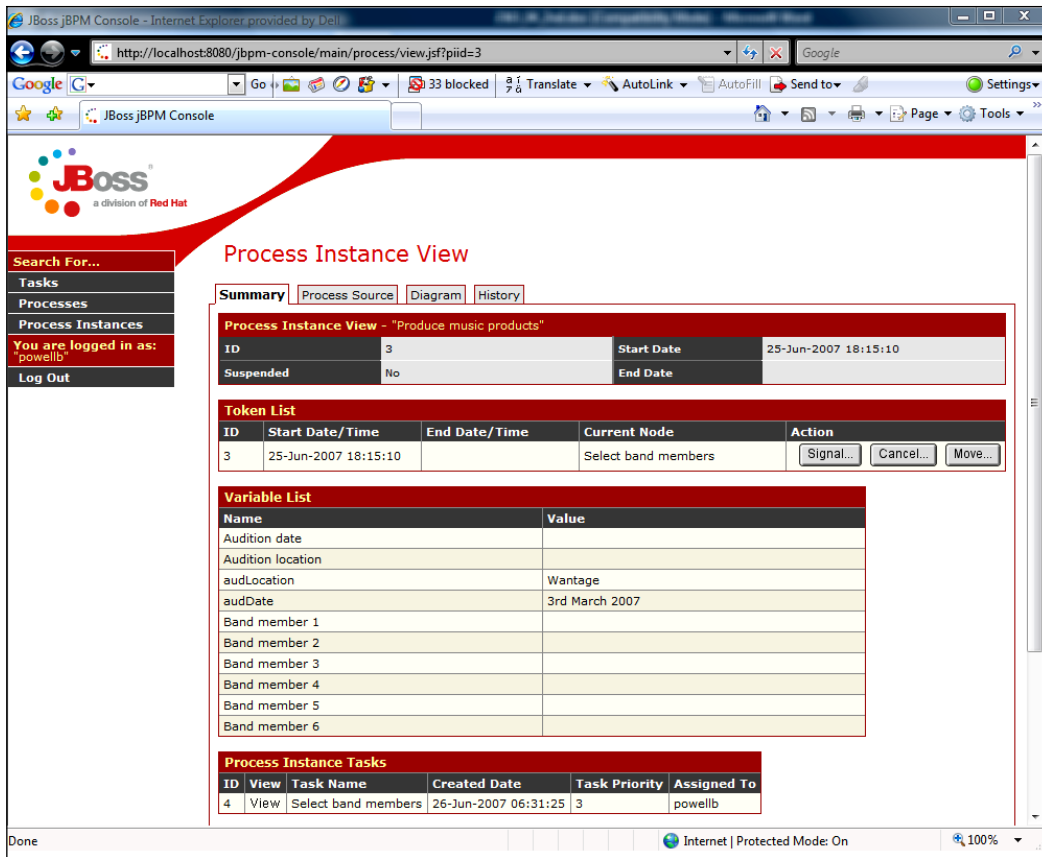 JBoss jBPM Console - Internet Explorer provided by Dell
http://localhost:8080/jbpm-console/main/process/view.jsf?piid=3
Google
Google G Go 33 blocked Translate AutoLink AutoFill Send to Settings
JBoss jBPM Console Page Tools
JBoss
a division of Red Hat
Search For...
Tasks
Processes
Process Instances
You are logged in as:
"powellb"
Log Out
Process Instance View
Summary Process Source Diagram History
Process Instance View - "Produce music products"
ID 3 Start Date 25-Jun-2007 18:15:10
Suspended No End Date
Token List
ID Start Date/Time End Date/Time Current Node Action
3 25-Jun-2007 18:15:10 Select band members Signal... Cancel... Move...
Variable List
Name Value
Audition date
Audition location
audLocation Wantage
audDate 3rd March 2007
Band member 1
Band member 2
Band member 3
Band member 4
Band member 5
Band member 6
Process Instance Tasks
ID View Task Name Created Date Task Priority Assigned To
4 View Select band members 26-Jun-2007 06:31:25 3 powellb
Done Internet | Protected Mode: On 100%